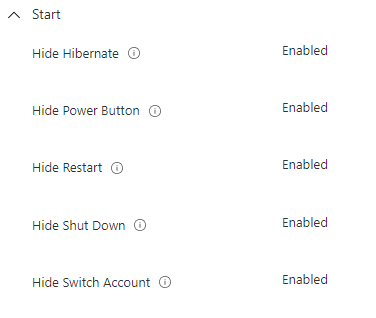 Start
Hide Hibernate Enabled
Hide Power Button Enabled
Hide Restart Enabled
Hide Shut Down Enabled
Hide Switch Account Enabled